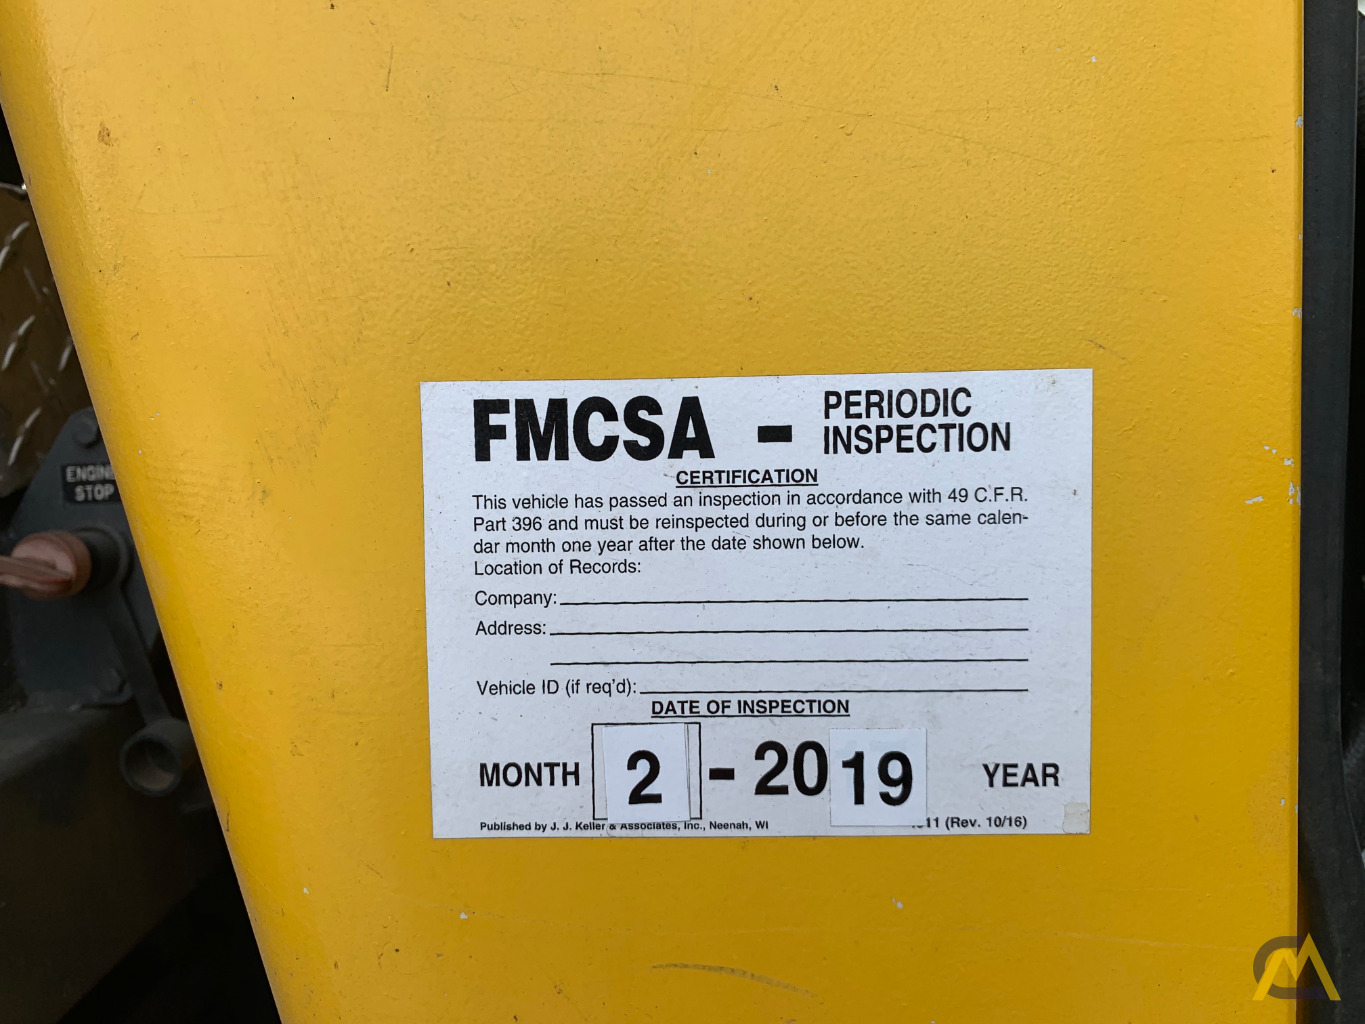 ENGINE
STOP
FMCSA - PERIODIC
INSPECTION
CERTIFICATION
This vehicle has passed an inspection in accordance with 49 C.F.R.
Part 396 and must be reinspected during or before the same calen-
dar month one year after the date shown below.
Location of Records:
Company:
Address:
Vehicle ID (if req'd):
DATE OF INSPECTION
MONTH 2 - 20 19 YEAR
Published by J. J. Keller & Associates, Inc., Neenah, WI
(Rev. 10/16)